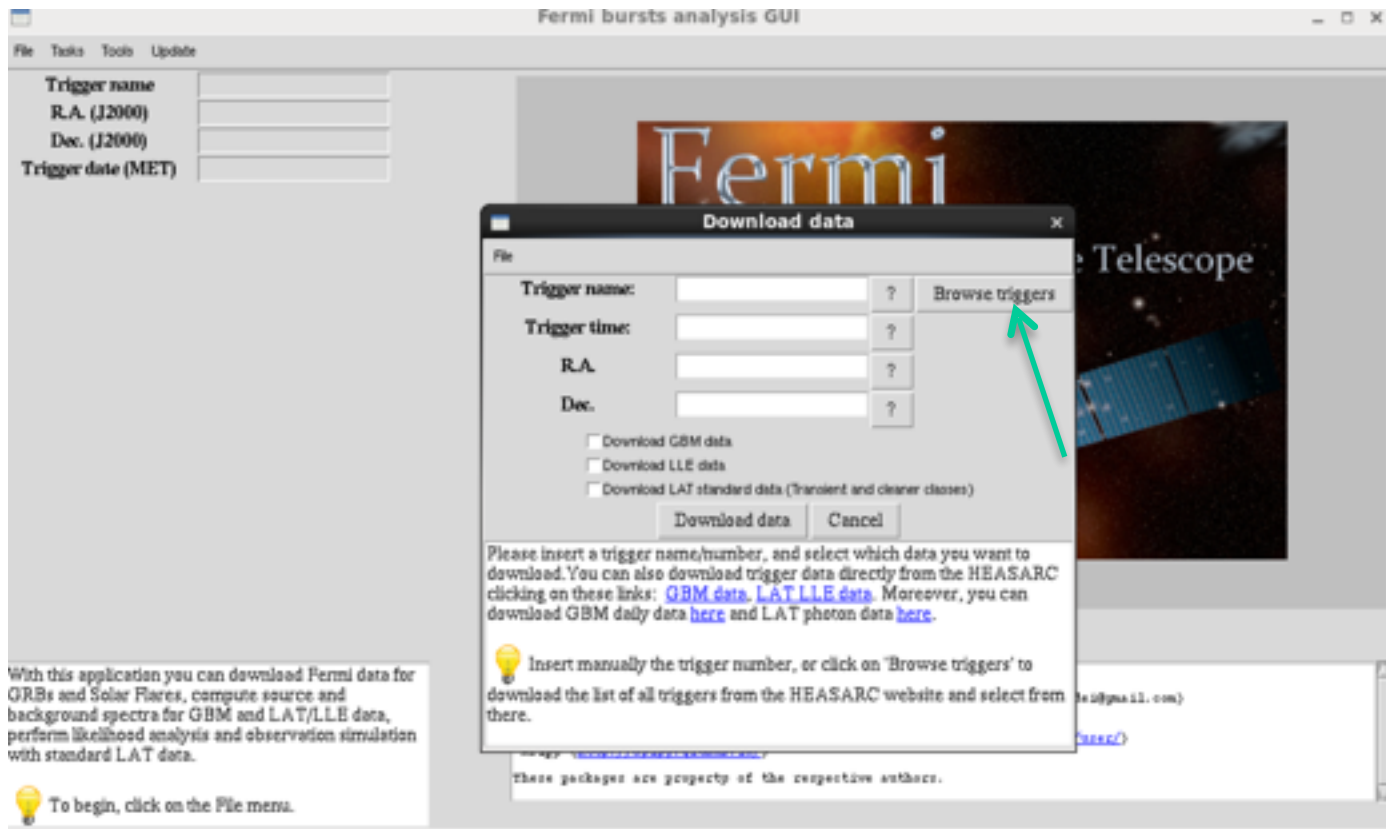 Fermi bursts analysis GUI
File Tasks Tools Update
Trigger name
R.A. (J2000)
Dec. (J2000)
Trigger date (MET)
Fermi
Telescope
Download data
File
Trigger name: ? Browse triggers
Trigger time: ?
R.A. ?
Dec. ?
Download GBM data
Download LLE data
Download LAT standard data (Transient and cleaner classes)
Download data Cancel
Please insert a trigger name/number, and select which data you want to
download.You can also download trigger data directly from the HEASARC
clicking on these links: GBM data, LAT LLE data. Moreover, you can
download GBM daily data here and LAT photon data here.
Insert manually the trigger number, or click on 'Browse triggers' to
download the list of all triggers from the HEASARC website and select from
there.
With this application you can download Fermi data for
GRBs and Solar Flares, compute source and
background spectra for GBM and LAT/LLE data,
perform likelihood analysis and observation simulation
with standard LAT data.
To begin, click on the File menu.
@gmail.com)
/user/)
These packages are property of the respective authors.